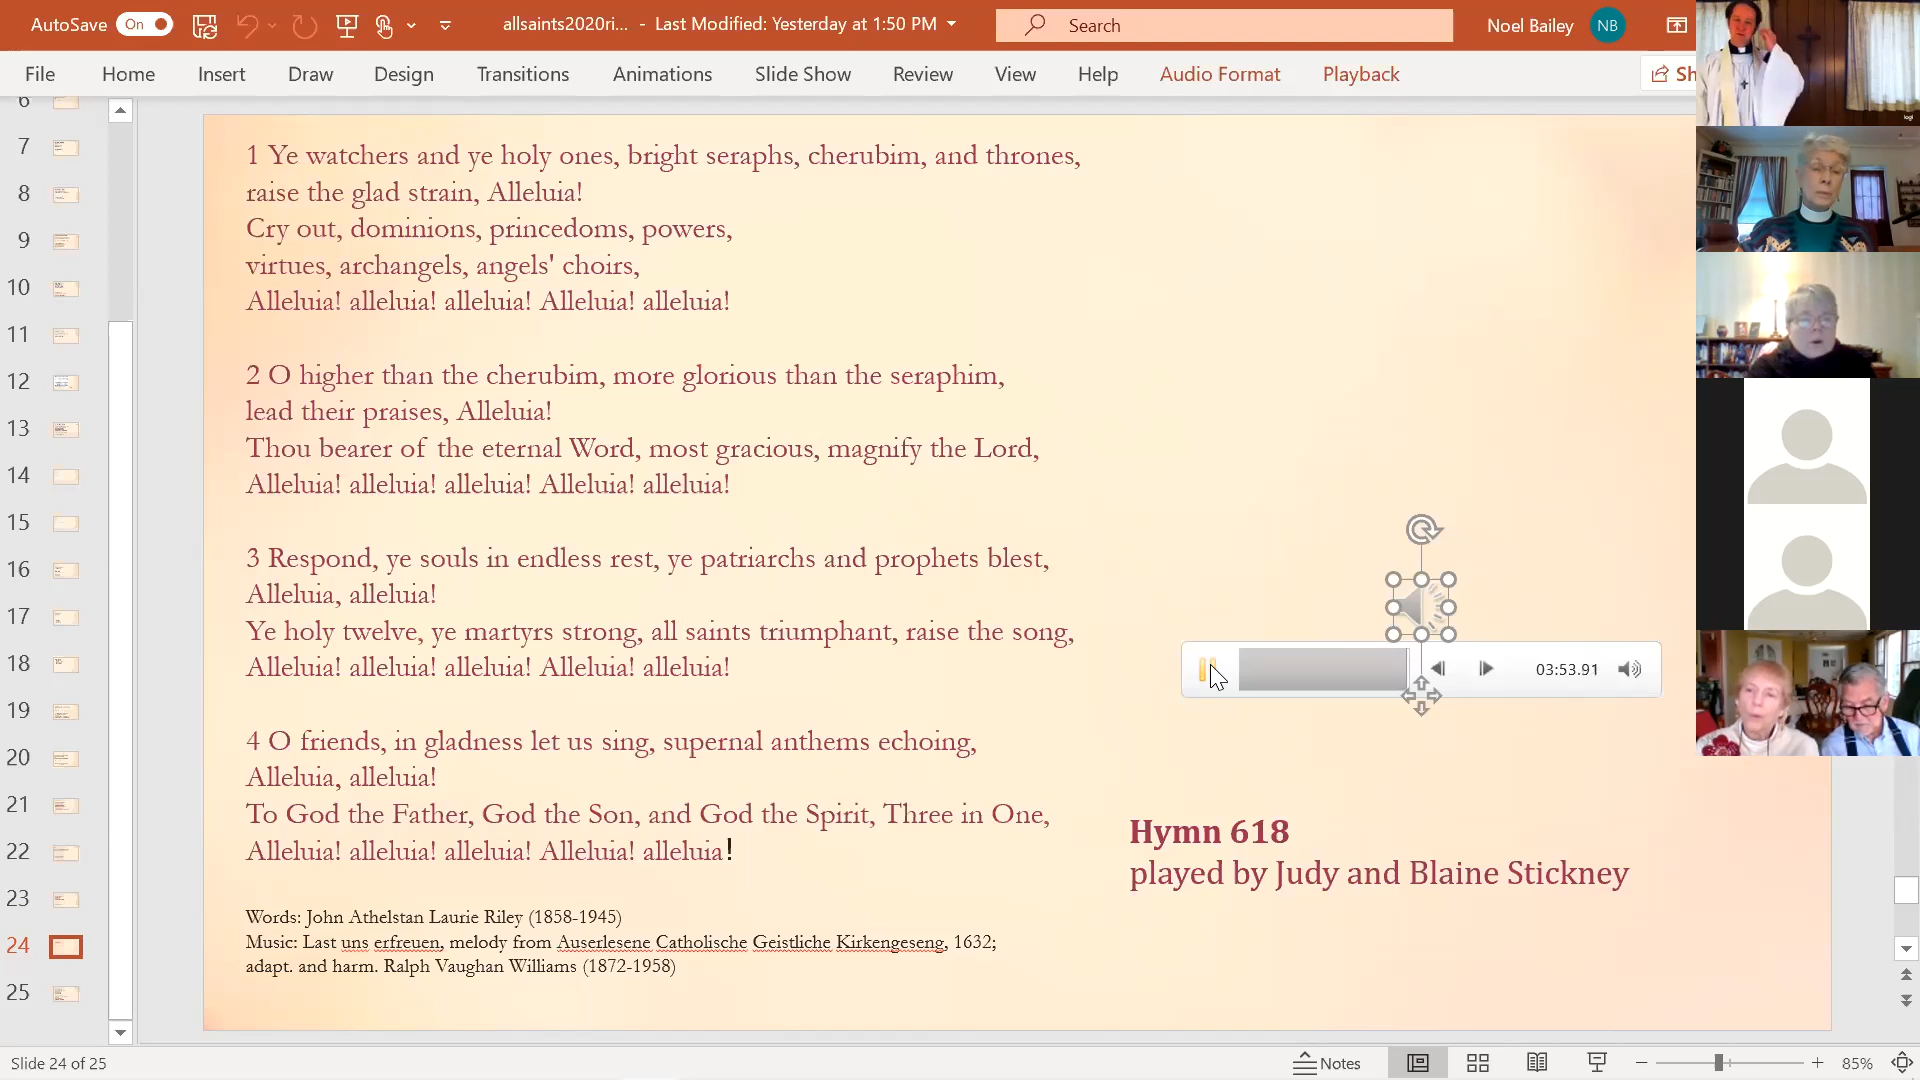 AutoSave On allsaints2020ri... - Last Modified: Yesterday at 1:50 PM Search Noel Bailey NB
File Home Insert Draw Design Transitions Animations Slide Show Review View Help Audio Format Playback Sh
6
7
8
9
10
11
12
13
14
15
16
17
18
19
20
21
22
23
24
25
1 Ye watchers and ye holy ones, bright seraphs, cherubim, and thrones,
raise the glad strain, Alleluia!
Cry out, dominions, princedoms, powers,
virtues, archangels, angels' choirs,
Alleluia! alleluia! alleluia! Alleluia! alleluia!
2 O higher than the cherubim, more glorious than the seraphim,
lead their praises, Alleluia!
Thou bearer of the eternal Word, most gracious, magnify the Lord,
Alleluia! alleluia! alleluia! Alleluia! alleluia!
3 Respond, ye souls in endless rest, ye patriarchs and prophets blest,
Alleluia, alleluia!
Ye holy twelve, ye martyrs strong, all saints triumphant, raise the song,
Alleluia! alleluia! alleluia! Alleluia! alleluia!
4 O friends, in gladness let us sing, supernal anthems echoing,
Alleluia, alleluia!
To God the Father, God the Son, and God the Spirit, Three in One,
Alleluia! alleluia! alleluia! Alleluia! alleluia!
Words: John Athelstan Laurie Riley (1858-1945)
Music: Last uns erfreuen, melody from Auserlesene Catholische Geistliche Kirkengeseng, 1632;
adapt. and harm. Ralph Vaughan Williams (1872-1958)
03:53.91
Hymn 618
played by Judy and Blaine Stickney
logi
Slide 24 of 25 Notes 85%